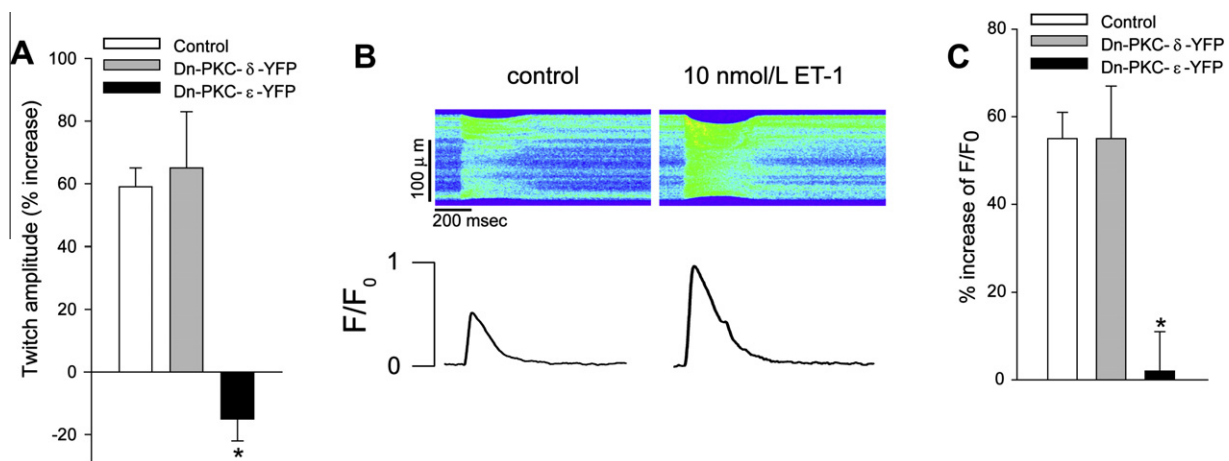 A
Control
Dn-PKC- δ -YFP
Dn-PKC- ε -YFP
Twitch amplitude (% increase)
100
80
60
40
20
0
-20
*
B
control
10 nmol/L ET-1
100 μm
200 msec
F/F0
1
0
C
Control
Dn-PKC- δ -YFP
Dn-PKC- ε -YFP
% increase of F/F0
80
60
40
20
0
*